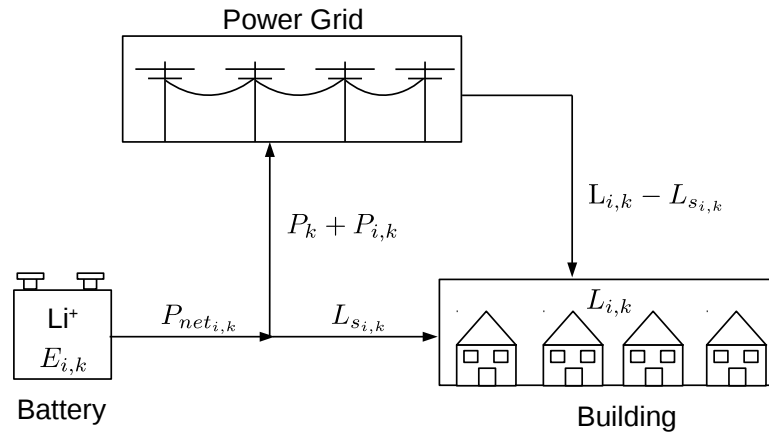 Power Grid
L_{i,k} − L_{s_{i,k}}
P_k + P_{i,k}
L_{i,k}
P_{net_{i,k}}
L_{s_{i,k}}
Li⁺
E_{i,k}
Battery
Building